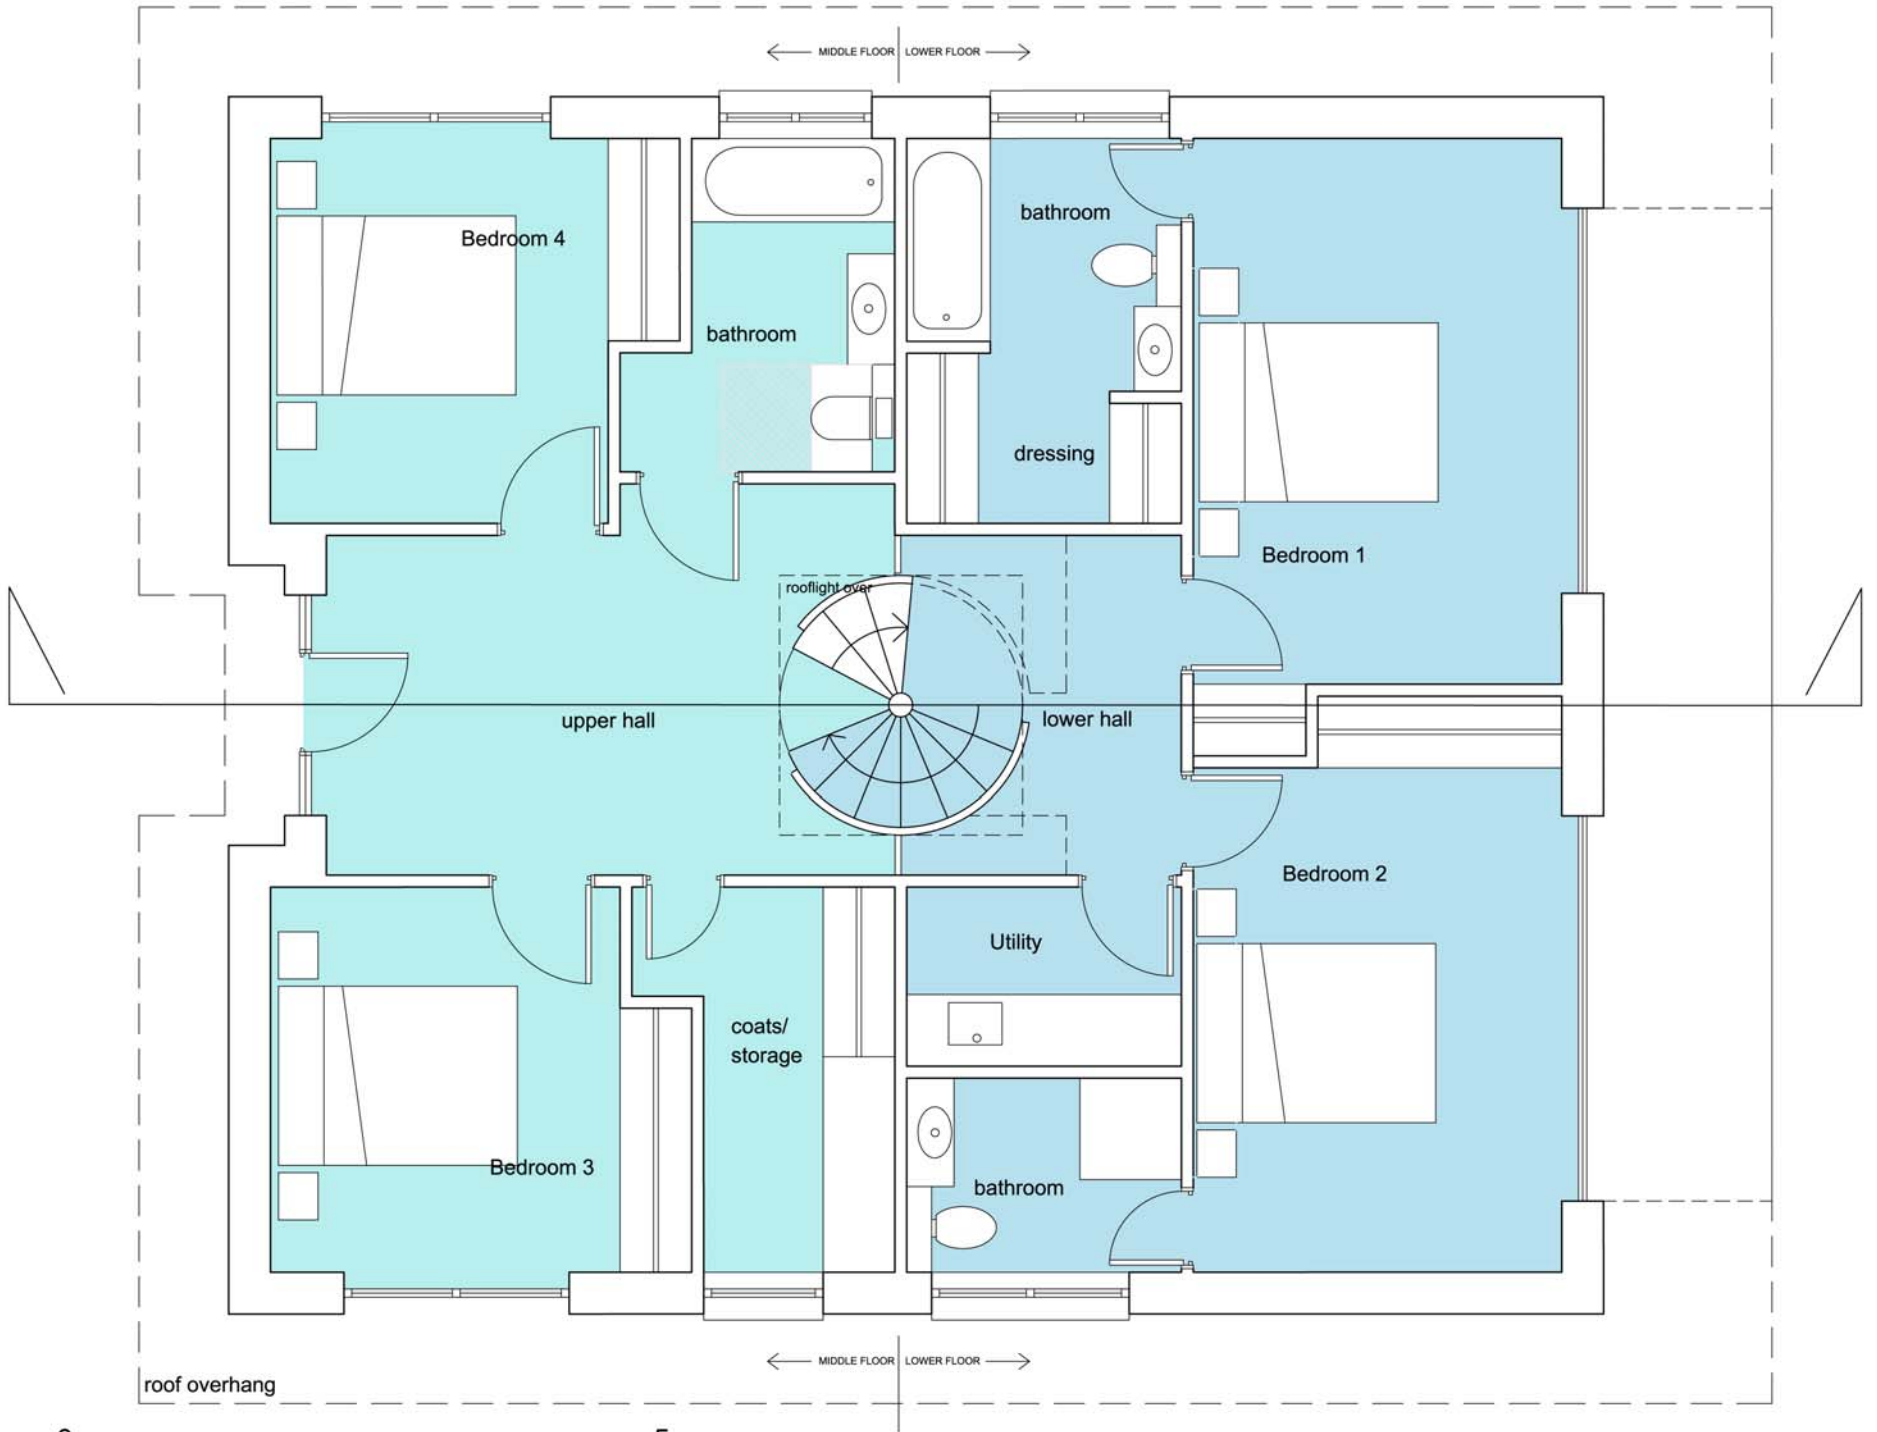 MIDDLE FLOOR LOWER FLOOR
bathroom
Bedroom 4
bathroom
dressing
Bedroom 1
rooflight over
upper hall
lower hall
Bedroom 2
Utility
coats/
storage
Bedroom 3
bathroom
MIDDLE FLOOR LOWER FLOOR
roof overhang